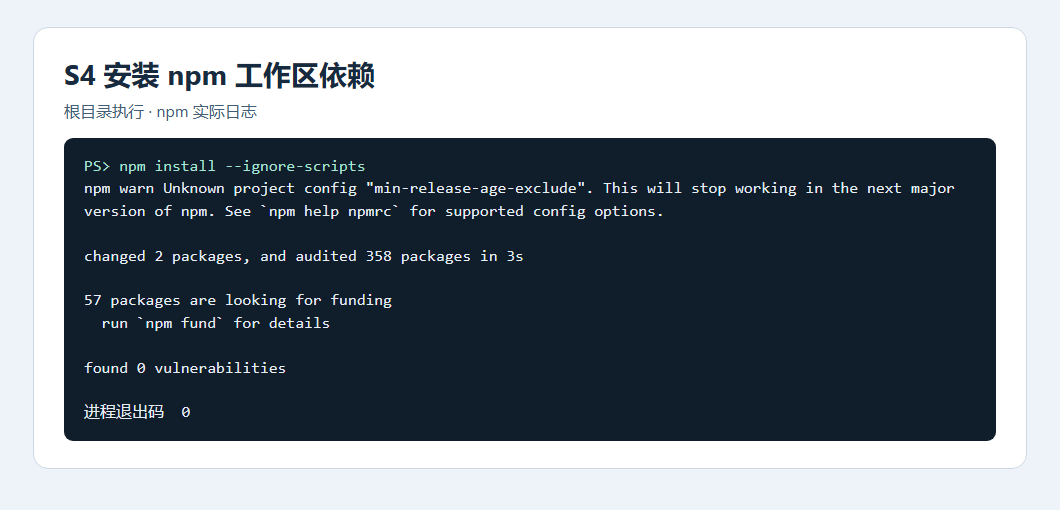 S4 安装 npm 工作区依赖
根目录执行 · npm 实际日志
PS> npm install --ignore-scripts
npm warn Unknown project config "min-release-age-exclude". This will stop working in the next major
version of npm. See `npm help npmrc` for supported config options.
changed 2 packages, and audited 358 packages in 3s
57 packages are looking for funding
  run `npm fund` for details
found 0 vulnerabilities
进程退出码  0